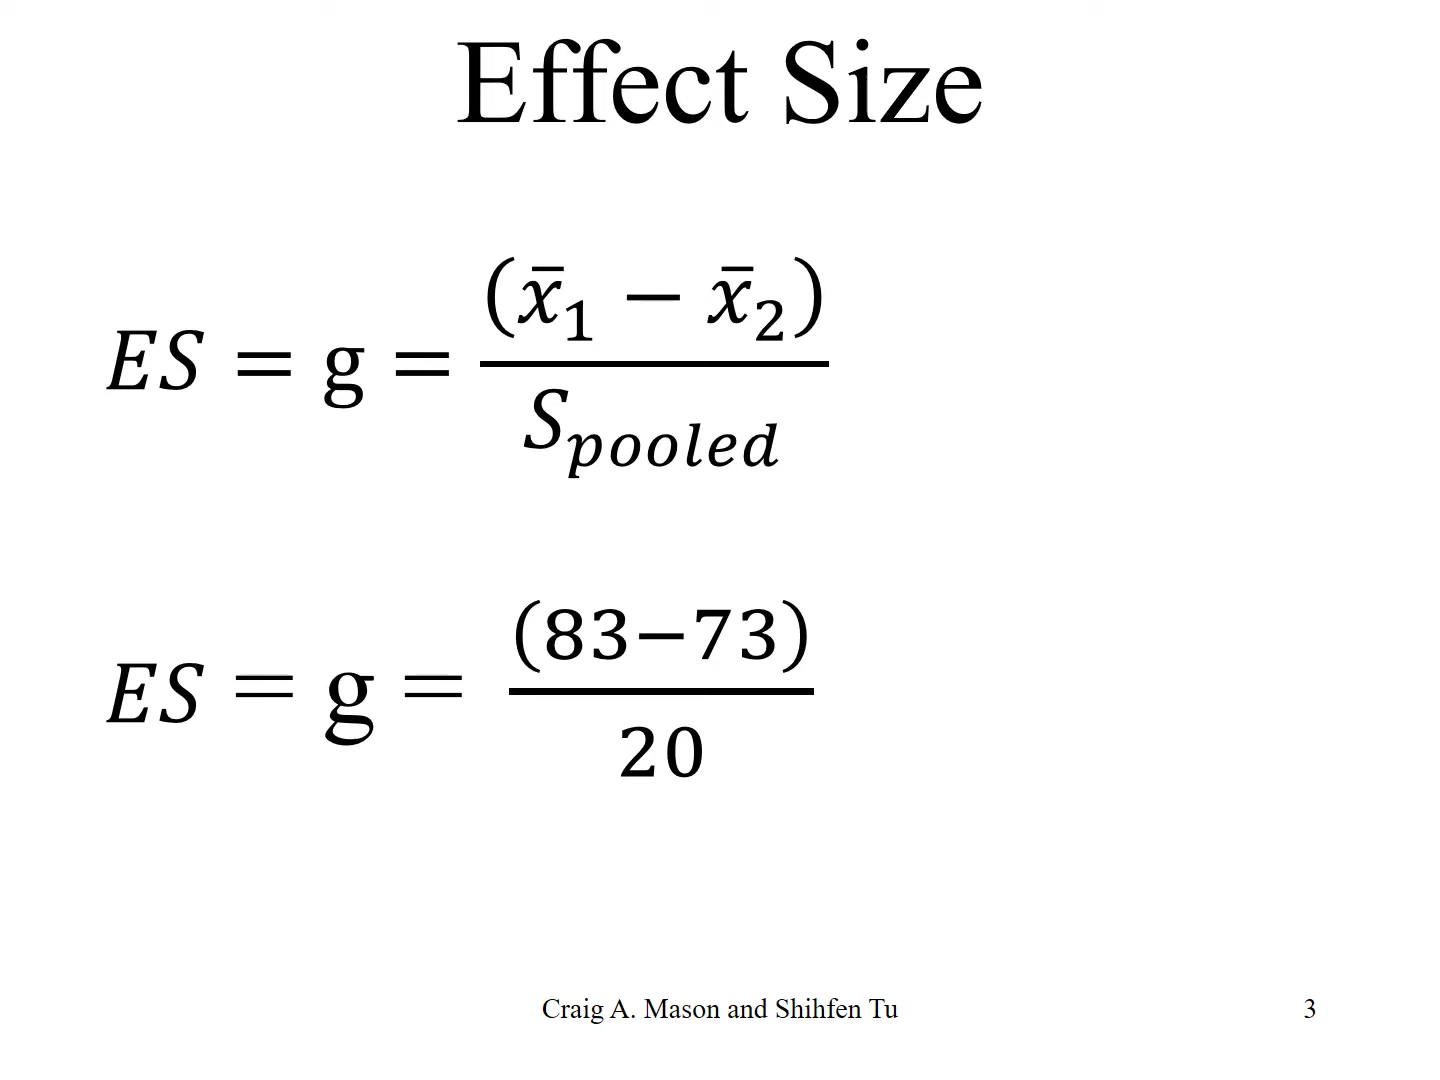 Effect Size
ES = g = (x̄₁ − x̄₂) / S_pooled
ES = g = (83−73) / 20
Craig A. Mason and Shihfen Tu
3